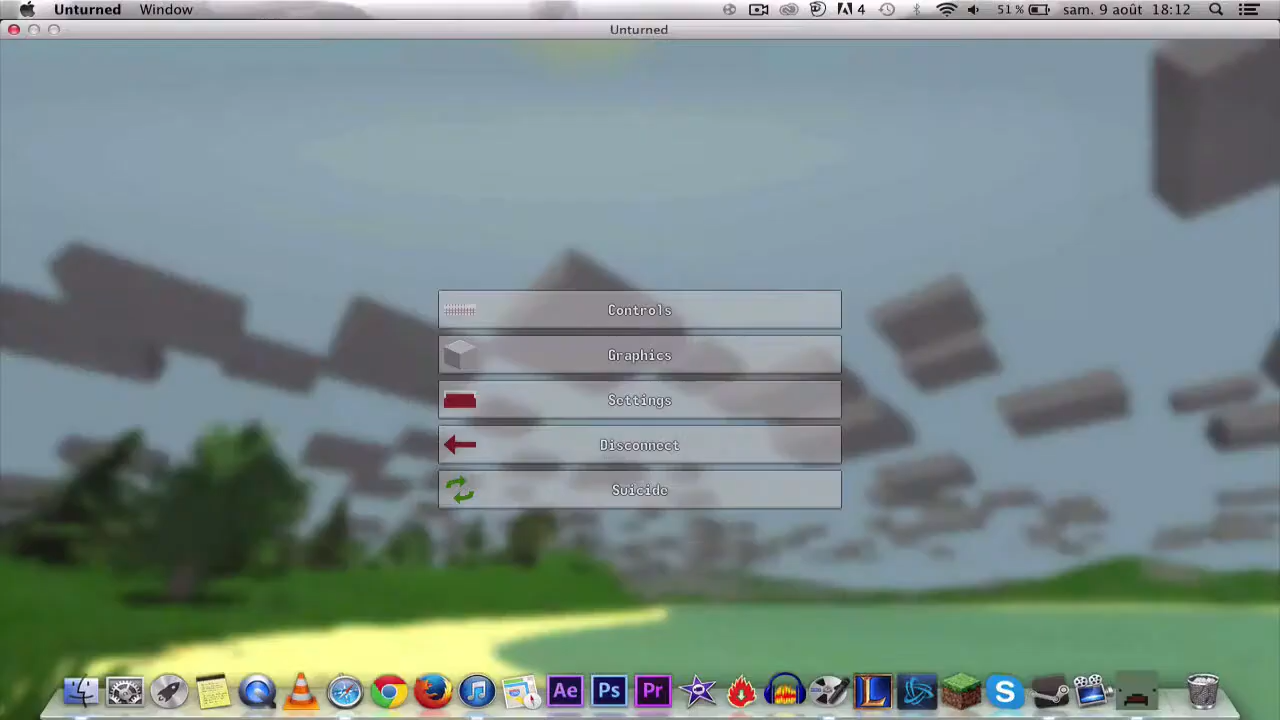 Unturned Window 4 51 % sam. 9 août 18:12
Unturned
Controls
Graphics
Settings
Disconnect
Suicide
Ae Ps Pr L S